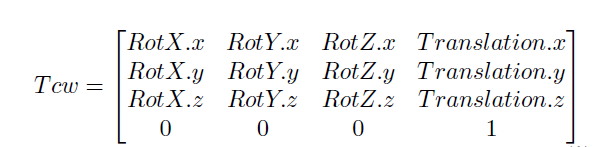 RotX.x RotY.x RotZ.x Translation.x
RotX.y RotY.y RotZ.y Translation.y
Tcw =
RotX.z RotY.z RotZ.z Translation.z
0 0 0 1